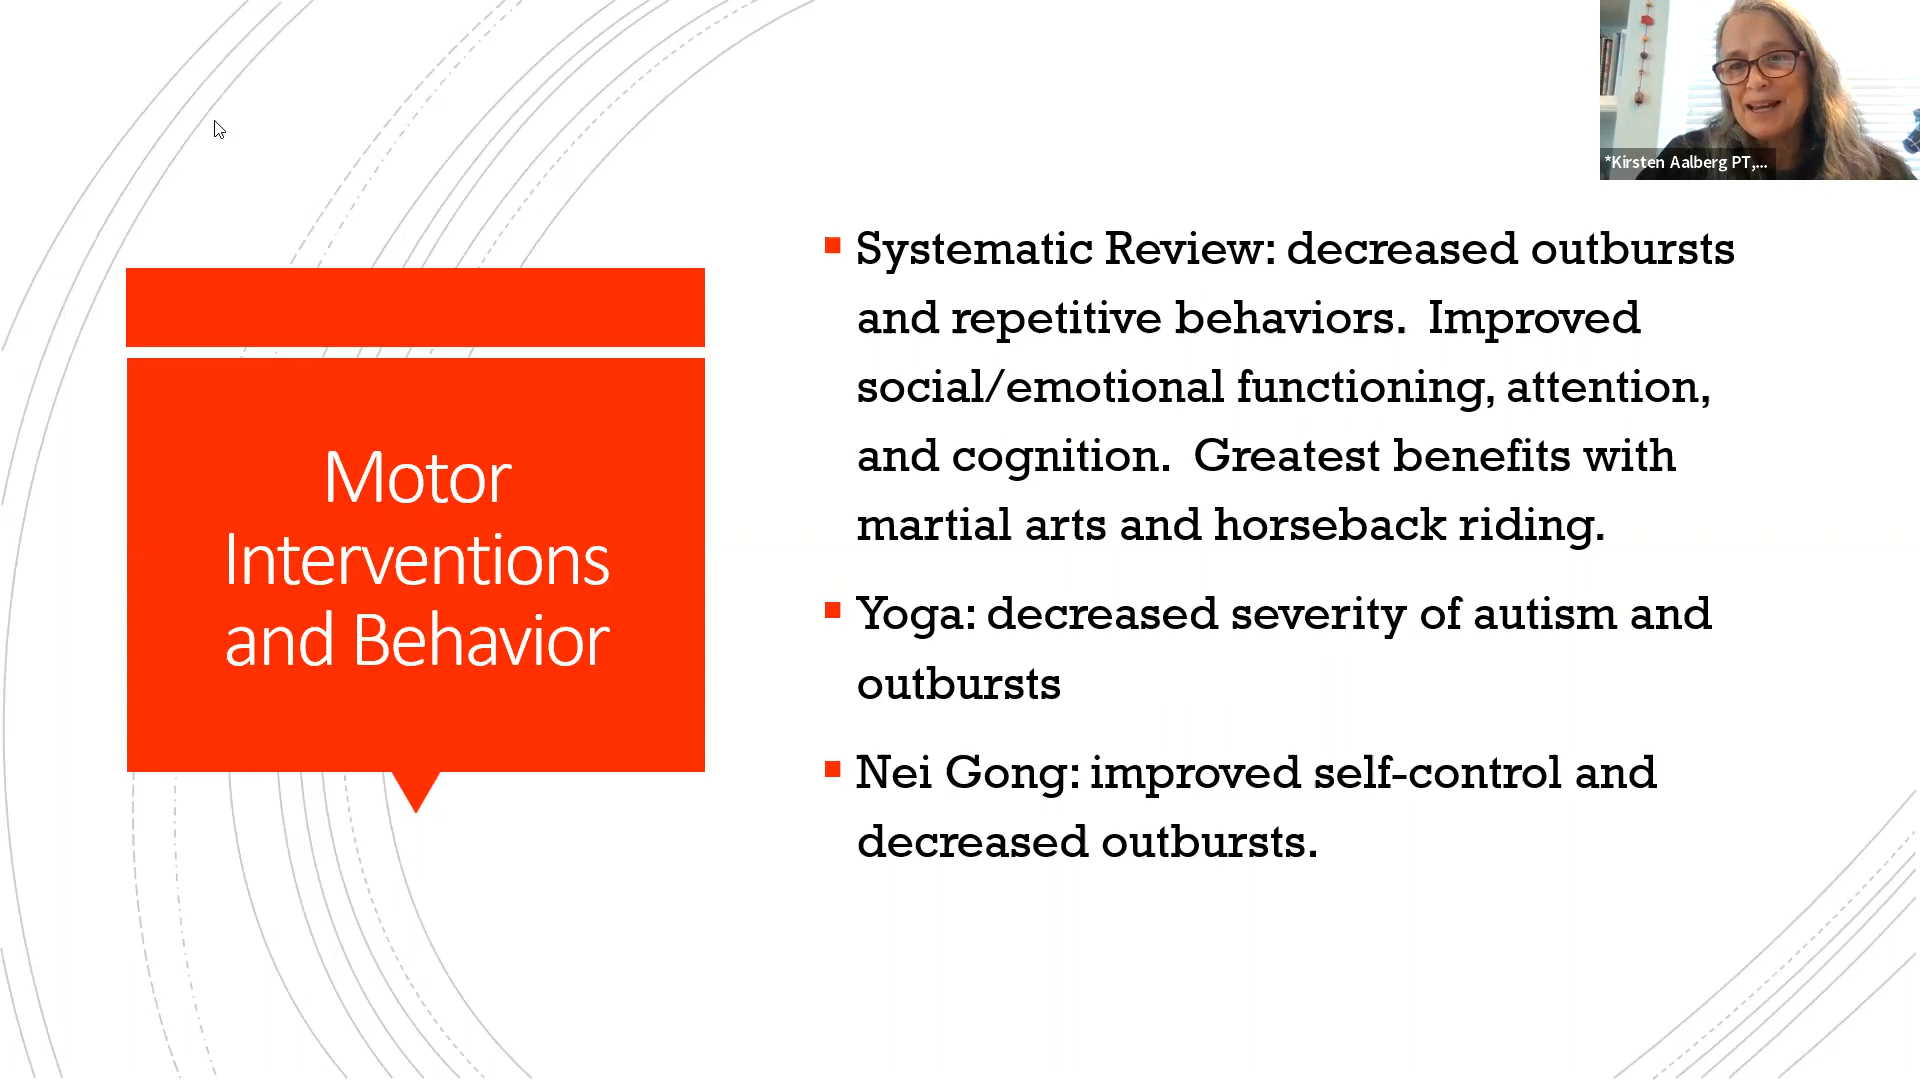 *Kirsten Aalberg PT,...
Motor
Interventions
and Behavior
Systematic Review: decreased outbursts
and repetitive behaviors.  Improved
social/emotional functioning, attention,
and cognition.  Greatest benefits with
martial arts and horseback riding.
Yoga: decreased severity of autism and
outbursts
Nei Gong: improved self-control and
decreased outbursts.